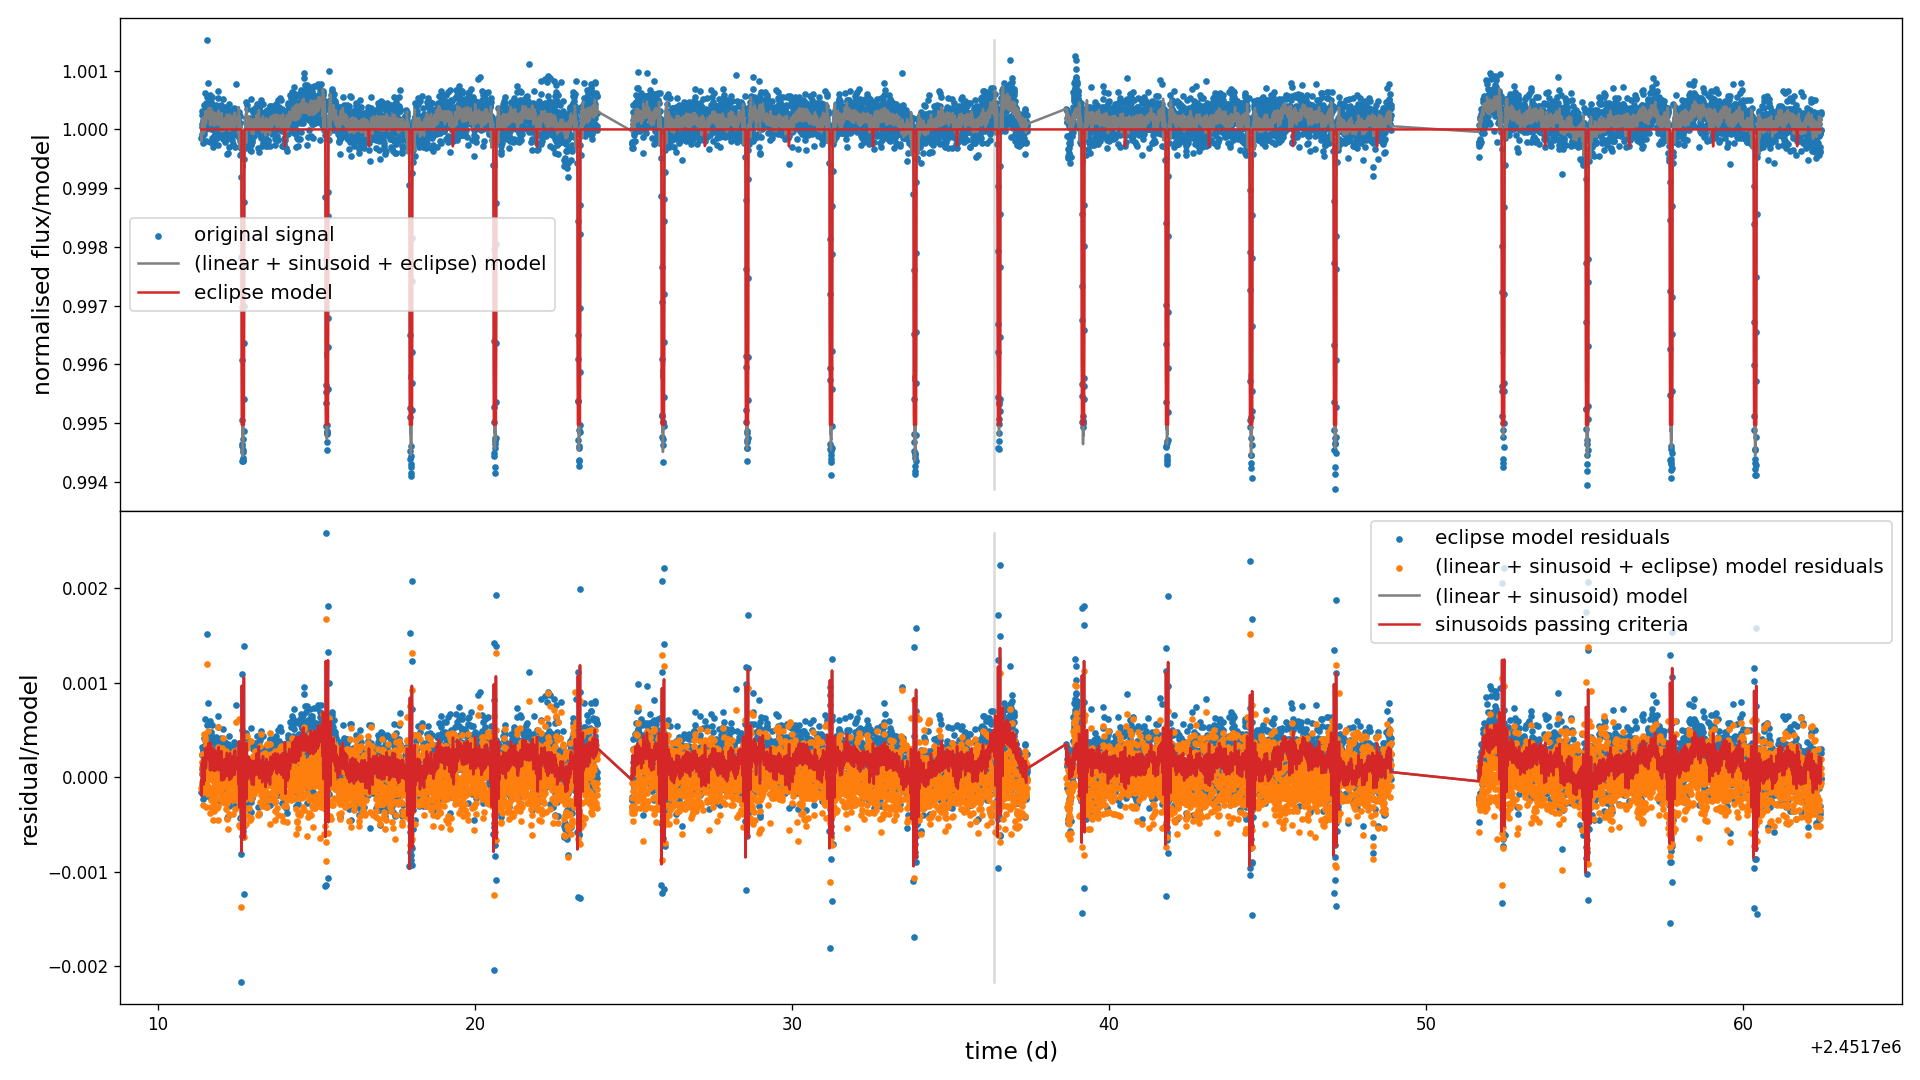 normalised flux/model
1.001
1.000
0.999
0.998
0.997
0.996
0.995
0.994
original signal
(linear + sinusoid + eclipse) model
eclipse model
residual/model
0.002
0.001
0.000
−0.001
−0.002
eclipse model residuals
(linear + sinusoid + eclipse) model residuals
(linear + sinusoid) model
sinusoids passing criteria
10 20 30 40 50 60
time (d)
+2.4517e6